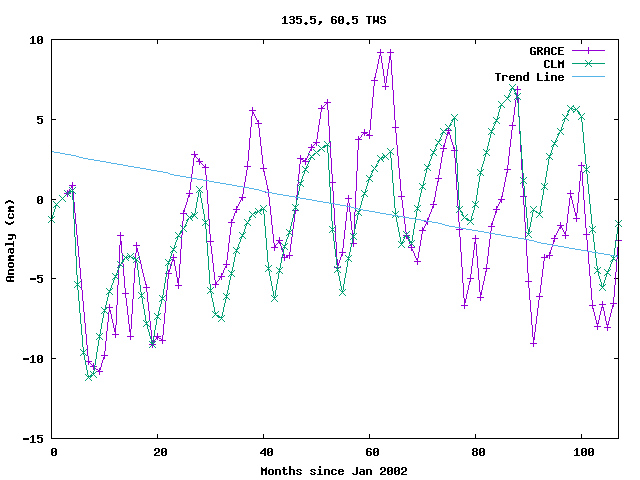 135.5, 60.5 TWS
GRACE
CLM
Trend Line
10
5
0
-5
-10
-15
Anomaly (cm)
0 20 40 60 80 100
Months since Jan 2002